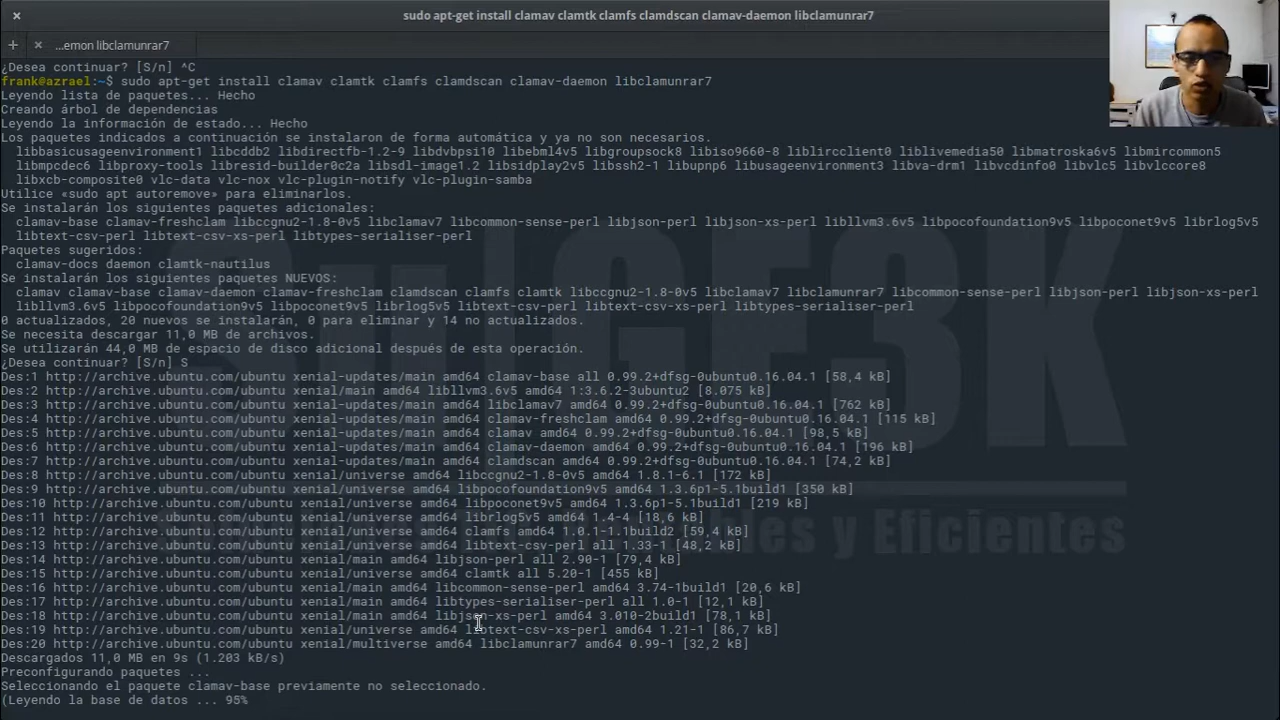 sudo apt-get install clamav clamtk clamfs clamdscan clamav-daemon libclamunrar7
...emon libclamunrar7
¿Desea continuar? [S/n] ^C
frank@azrael:~$ sudo apt-get install clamav clamtk clamfs clamdscan clamav-daemon libclamunrar7
Leyendo lista de paquetes... Hecho
Creando árbol de dependencias
Leyendo la información de estado... Hecho
Los paquetes indicados a continuación se instalaron de forma automática y ya no son necesarios.
libbasicusageenvironment1 libcddb2 libdirectfb-1.2-9 libdvbpsi10 libebml4v5 libgroupsock8 libiso9660-8 liblircclient0 liblivemedia50 libmatroska6v5 libmircommon5
libmpcdec6 libproxy-tools libresid-builder0c2a libsdl-image1.2 libsidplay2v5 libssh2-1 libupnp6 libusageenvironment3 libva-drm1 libvcdinfo0 libvlc5 libvlccore8
libxcb-composite0 vlc-data vlc-nox vlc-plugin-notify vlc-plugin-samba
Utilice «sudo apt autoremove» para eliminarlos.
Se instalarán los siguientes paquetes adicionales:
clamav-base clamav-freshclam libccgnu2-1.8-0v5 libclamav7 libcommon-sense-perl libjson-perl libjson-xs-perl libllvm3.6v5 libpocofoundation9v5 libpoconet9v5 librlog5v5
libtext-csv-perl libtext-csv-xs-perl libtypes-serialiser-perl
Paquetes sugeridos:
clamav-docs daemon clamtk-nautilus
Se instalarán los siguientes paquetes NUEVOS:
clamav clamav-base clamav-daemon clamav-freshclam clamdscan clamfs clamtk libccgnu2-1.8-0v5 libclamav7 libclamunrar7 libcommon-sense-perl libjson-perl libjson-xs-perl
libllvm3.6v5 libpocofoundation9v5 libpoconet9v5 librlog5v5 libtext-csv-perl libtext-csv-xs-perl libtypes-serialiser-perl
0 actualizados, 20 nuevos se instalarán, 0 para eliminar y 14 no actualizados.
Se necesita descargar 11,0 MB de archivos.
Se utilizarán 44,0 MB de espacio de disco adicional después de esta operación.
¿Desea continuar? [S/n] S
Des:1 http://archive.ubuntu.com/ubuntu xenial-updates/main amd64 clamav-base all 0.99.2+dfsg-0ubuntu0.16.04.1 [58,4 kB]
Des:2 http://archive.ubuntu.com/ubuntu xenial/main amd64 libllvm3.6v5 amd64 1:3.6.2-3ubuntu2 [8.075 kB]
Des:3 http://archive.ubuntu.com/ubuntu xenial-updates/main amd64 libclamav7 amd64 0.99.2+dfsg-0ubuntu0.16.04.1 [762 kB]
Des:4 http://archive.ubuntu.com/ubuntu xenial-updates/main amd64 clamav-freshclam amd64 0.99.2+dfsg-0ubuntu0.16.04.1 [115 kB]
Des:5 http://archive.ubuntu.com/ubuntu xenial-updates/main amd64 clamav amd64 0.99.2+dfsg-0ubuntu0.16.04.1 [98,5 kB]
Des:6 http://archive.ubuntu.com/ubuntu xenial-updates/main amd64 clamav-daemon amd64 0.99.2+dfsg-0ubuntu0.16.04.1 [196 kB]
Des:7 http://archive.ubuntu.com/ubuntu xenial-updates/main amd64 clamdscan amd64 0.99.2+dfsg-0ubuntu0.16.04.1 [74,2 kB]
Des:8 http://archive.ubuntu.com/ubuntu xenial/universe amd64 libccgnu2-1.8-0v5 amd64 1.8.1-6.1 [172 kB]
Des:9 http://archive.ubuntu.com/ubuntu xenial/universe amd64 libpocofoundation9v5 amd64 1.3.6p1-5.1build1 [350 kB]
Des:10 http://archive.ubuntu.com/ubuntu xenial/universe amd64 libpoconet9v5 amd64 1.3.6p1-5.1build1 [219 kB]
Des:11 http://archive.ubuntu.com/ubuntu xenial/universe amd64 librlog5v5 amd64 1.4-4 [18,6 kB]
Des:12 http://archive.ubuntu.com/ubuntu xenial/universe amd64 clamfs amd64 1.0.1-1.1build2 [59,4 kB]
Des:13 http://archive.ubuntu.com/ubuntu xenial/universe amd64 libtext-csv-perl all 1.33-1 [48,2 kB]
Des:14 http://archive.ubuntu.com/ubuntu xenial/main amd64 libjson-perl all 2.90-1 [79,4 kB]
Des:15 http://archive.ubuntu.com/ubuntu xenial/universe amd64 clamtk all 5.20-1 [455 kB]
Des:16 http://archive.ubuntu.com/ubuntu xenial/main amd64 libcommon-sense-perl amd64 3.74-1build1 [20,6 kB]
Des:17 http://archive.ubuntu.com/ubuntu xenial/main amd64 libtypes-serialiser-perl all 1.0-1 [12,1 kB]
Des:18 http://archive.ubuntu.com/ubuntu xenial/main amd64 libjson-xs-perl amd64 3.010-2build1 [78,1 kB]
Des:19 http://archive.ubuntu.com/ubuntu xenial/universe amd64 libtext-csv-xs-perl amd64 1.21-1 [86,7 kB]
Des:20 http://archive.ubuntu.com/ubuntu xenial/multiverse amd64 libclamunrar7 amd64 0.99-1 [32,2 kB]
Descargados 11,0 MB en 9s (1.203 kB/s)
Preconfigurando paquetes ...
Seleccionando el paquete clamav-base previamente no seleccionado.
(Leyendo la base de datos ... 95%
y Eficientes